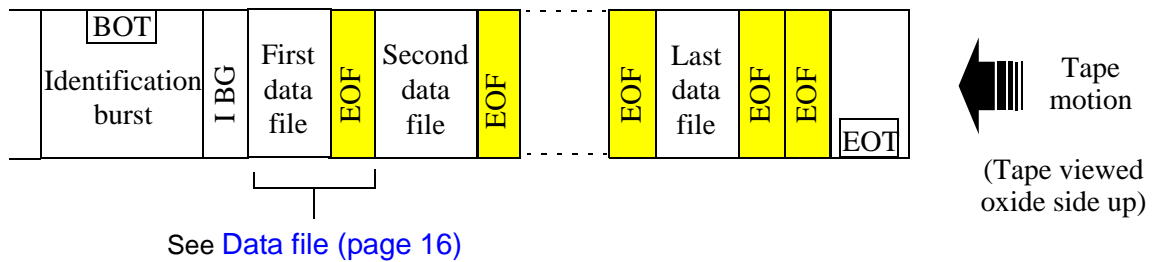 BOT
Identification
burst
I BG
First
data
file
EOF
Second
data
file
EOF
EOF
Last
data
file
EOF
EOF
EOT
Tape
motion
(Tape viewed
oxide side up)
See Data file (page 16)